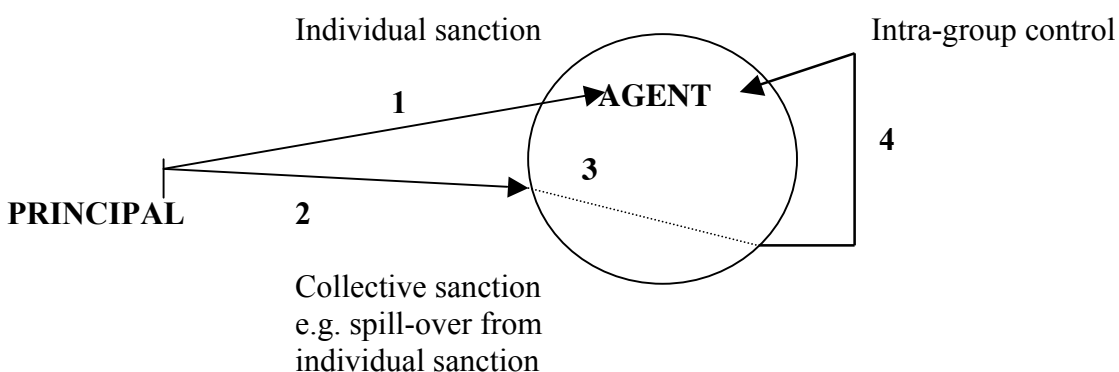 Individual sanction
Intra-group control
1
AGENT
4
3
PRINCIPAL
2
Collective sanction
e.g. spill-over from
individual sanction